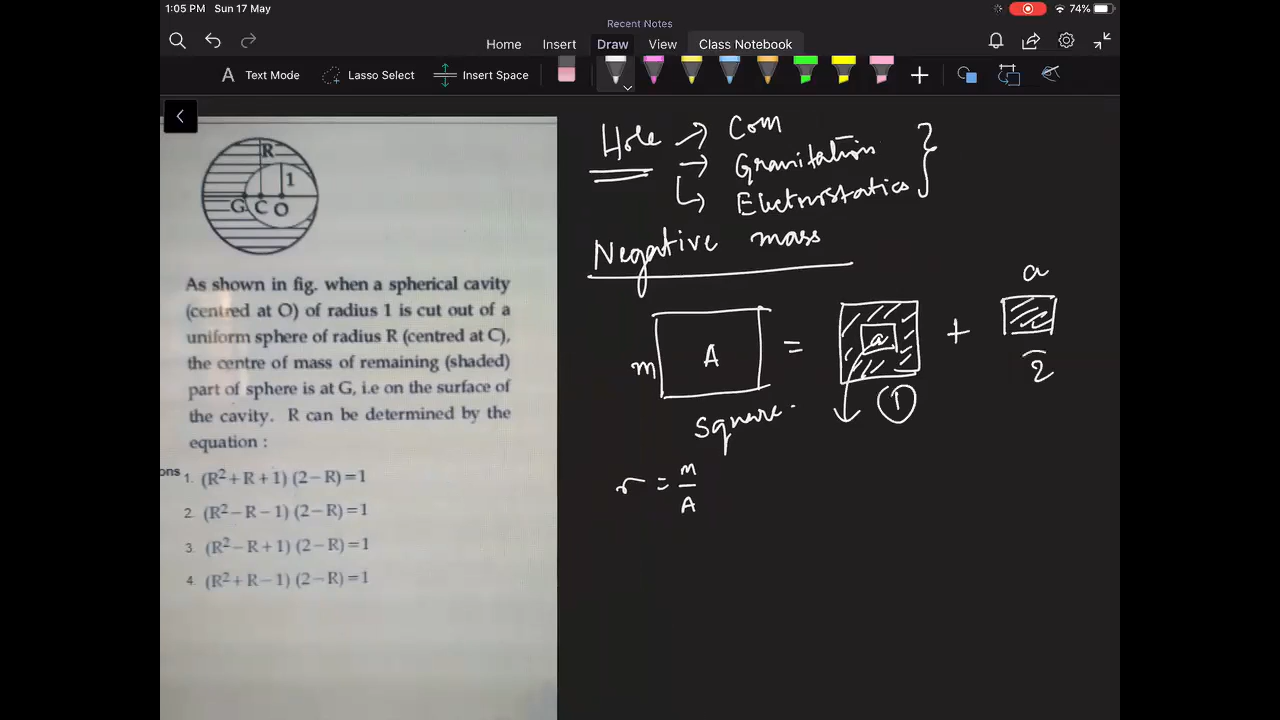 1:05 PM Sun 17 May
74%
Recent Notes
Home Insert Draw View Class Notebook
A Text Mode Lasso Select Insert Space
R
1
G C O
As shown in fig. when a spherical cavity
(centred at O) of radius 1 is cut out of a
uniform sphere of radius R (centred at C),
the centre of mass of remaining (shaded)
part of sphere is at G, i.e on the surface of
the cavity. R can be determined by the
equation :
ons 1. (R²+R+1) (2−R)=1
2. (R²−R−1) (2−R)=1
3. (R²−R+1) (2−R)=1
4. (R²+R−1) (2−R)=1
Hole → Com
→ Gravitation
→ Electrostatics }
Negative mass
a
m A = a + 
1 2
square.
σ = m/A